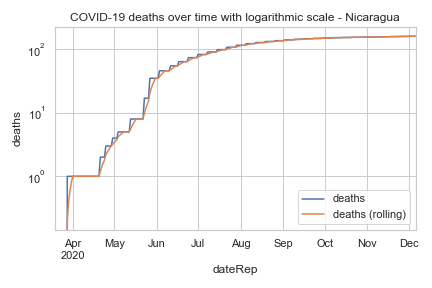 COVID-19 deaths over time with logarithmic scale - Nicaragua
deaths
10²
10¹
10⁰
deaths
deaths (rolling)
Apr May Jun Jul Aug Sep Oct Nov Dec
2020
dateRep